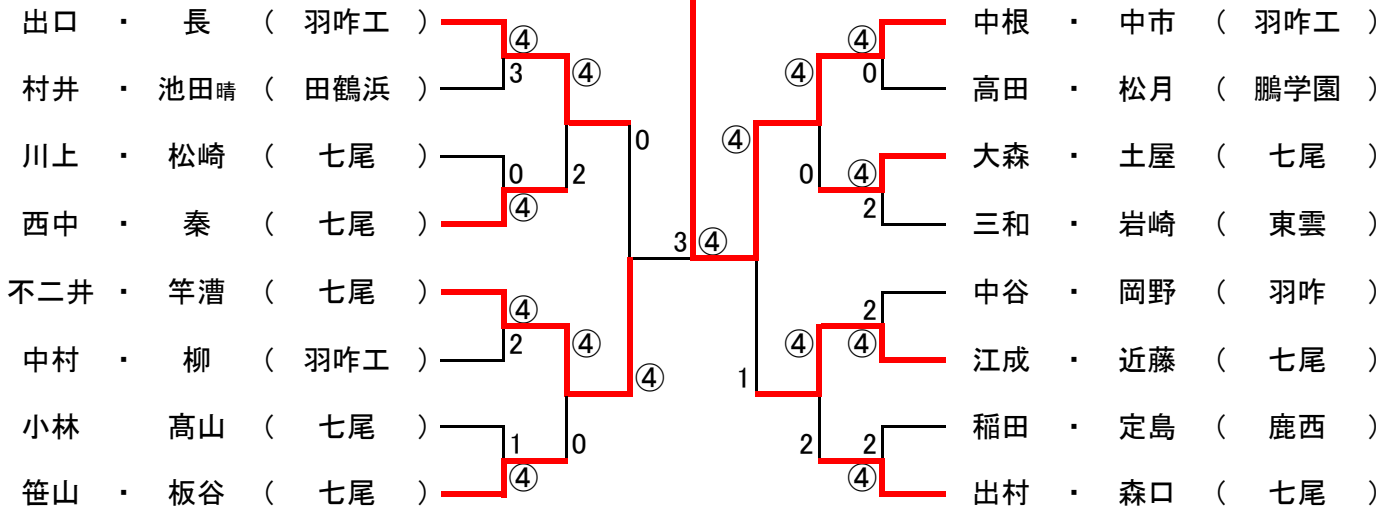 出口 ・ 長 ( 羽咋工 ) ④ ④ 中根 ・ 中市 ( 羽咋工 )
3 ④ ④ 0
村井 ・ 池田晴 ( 田鶴浜 ) 高田 ・ 松月 ( 鵬学園 )
0 ④
川上 ・ 松崎 ( 七尾 ) 大森 ・ 土屋 ( 七尾 )
0 2 0 ④
④ 2
西中 ・ 秦 ( 七尾 ) 三和 ・ 岩崎 ( 東雲 )
3 ④
不二井 ・ 竿漕 ( 七尾 ) 中谷 ・ 岡野 ( 羽咋 )
④ 2
2 ④ ④ ④
中村 ・ 柳 ( 羽咋工 ) 江成 ・ 近藤 ( 七尾 )
④ 1
小林 髙山 ( 七尾 ) 稲田 ・ 定島 ( 鹿西 )
1 0 2 2
④ ④
笹山 ・ 板谷 ( 七尾 ) 出村 ・ 森口 ( 七尾 )